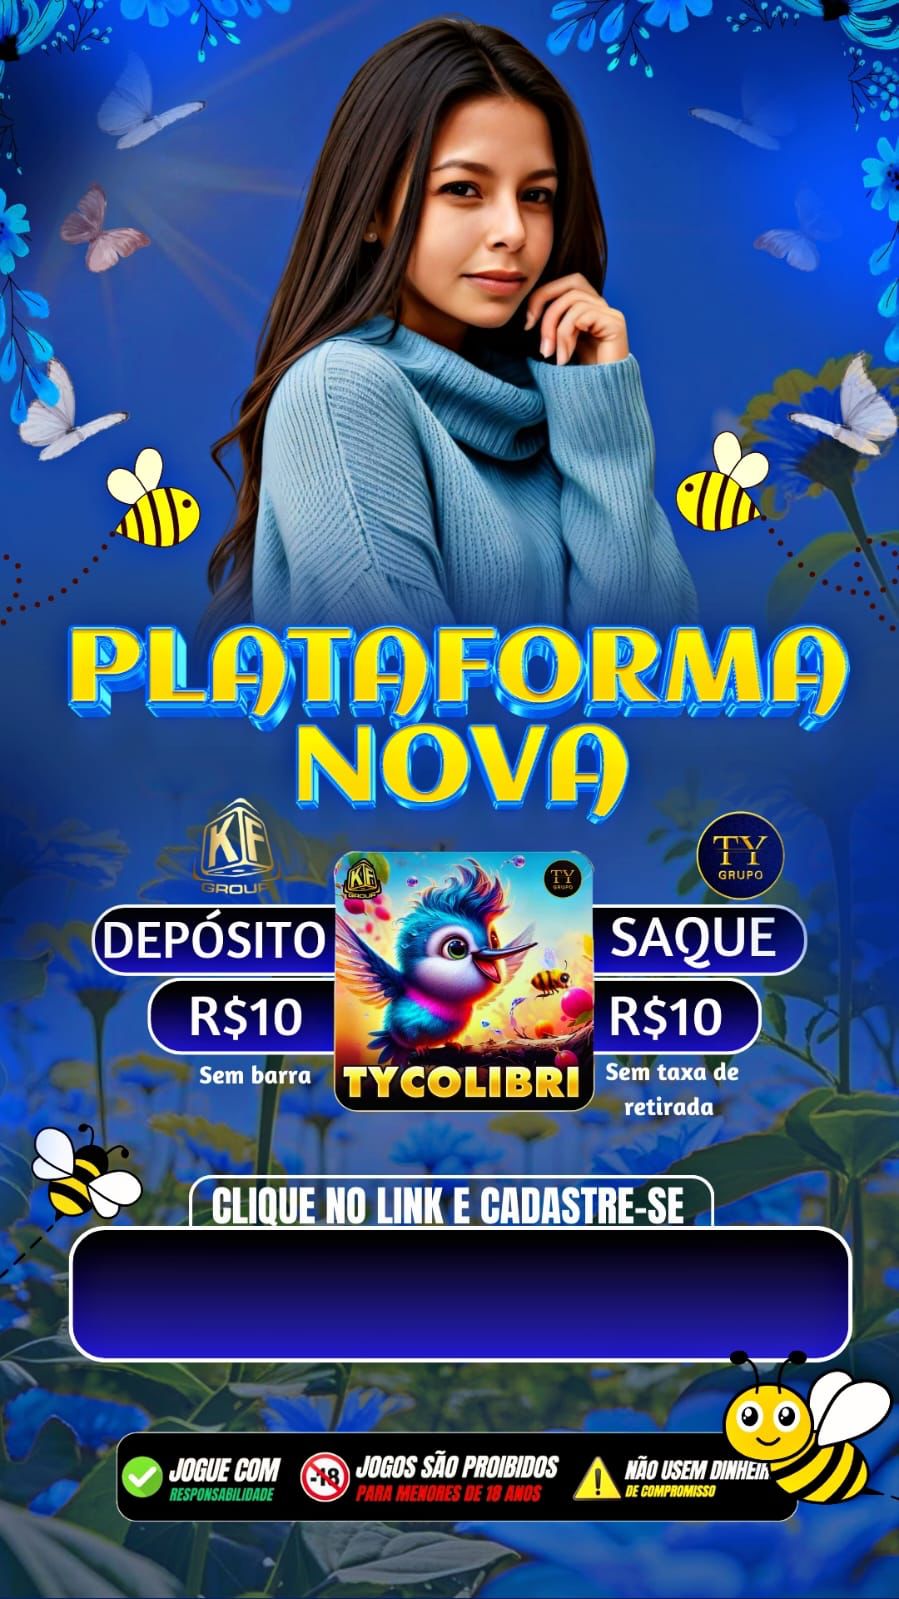 PLATAFORMA
NOVA
KF
GROUP
TY
GRUPO
DEPÓSITO
SAQUE
KF
GROUP
TY
GRUPO
R$10
R$10
Sem barra
TYCOLIBRI
Sem taxa de
retirada
CLIQUE NO LINK E CADASTRE-SE
JOGUE COM
RESPONSABILIDADE
-18
JOGOS SÃO PROIBIDOS
PARA MENORES DE 18 ANOS
NÃO USEM DINHEIR
DE COMPROMISSO